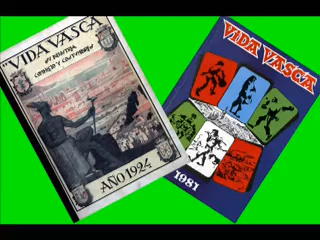 "VIDA VASCA"
SU INDUSTRIA
COMERCIO Y COSTUMBRES
AÑO 1924
VIDA VASCA
1981